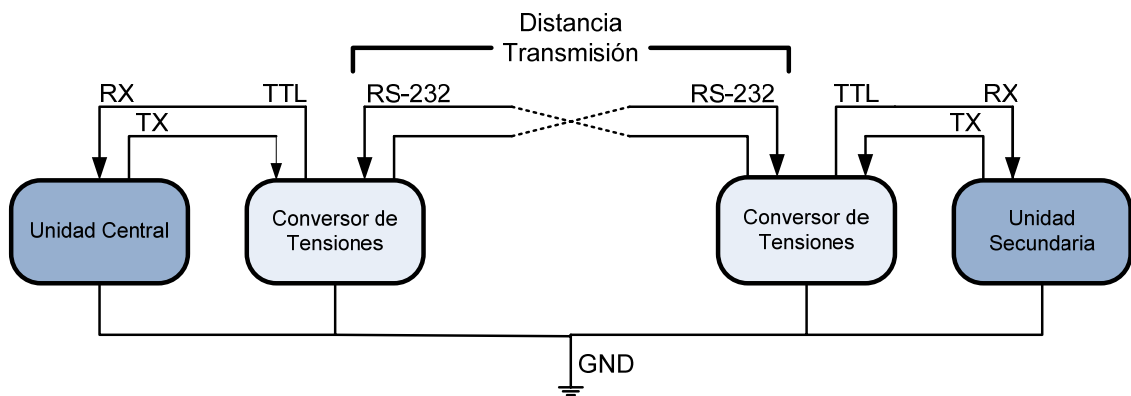 Distancia
Transmisión
RX
TTL
RS-232
RS-232
TTL
RX
TX
TX
Unidad Central
Conversor de
Tensiones
Conversor de
Tensiones
Unidad
Secundaria
GND